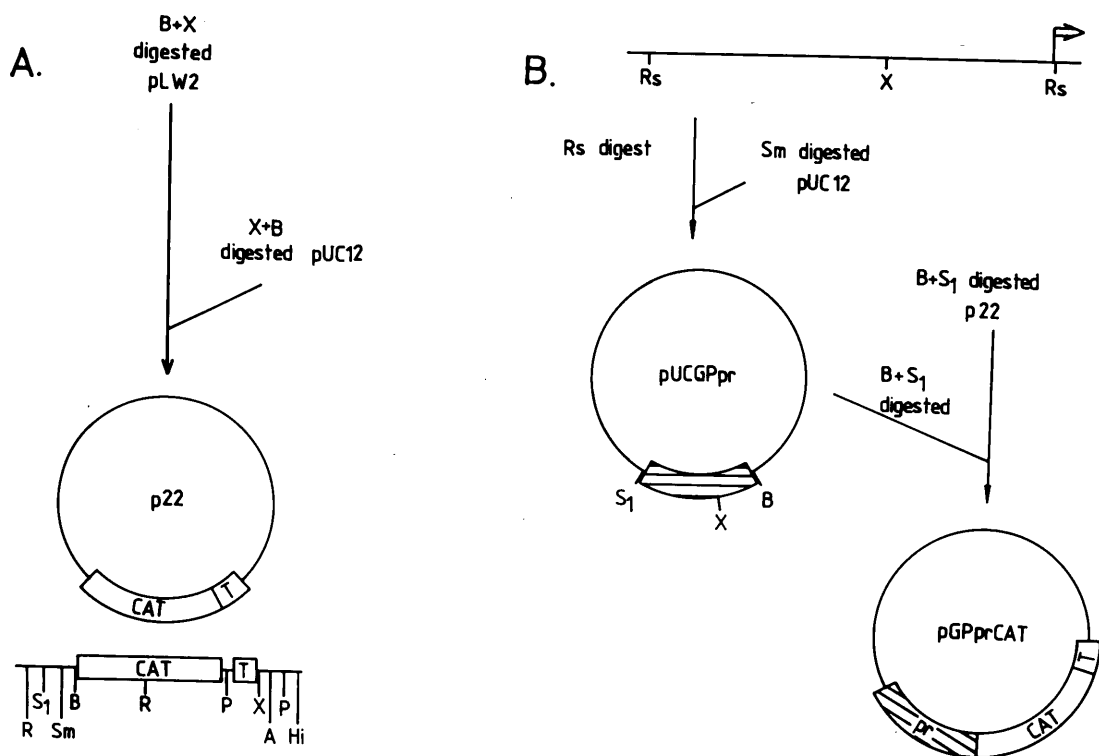 A.
B+X
digested
pLW2
X+B
digested pUC12
p22
CAT T
CAT T
R S1 Sm B R P X A P Hi
B.
Rs X Rs
Rs digest
Sm digested
pUC12
pUCGPpr
S1 X B
B+S1 digested
p22
B+S1
digested
pGPprCAT
pr CAT T